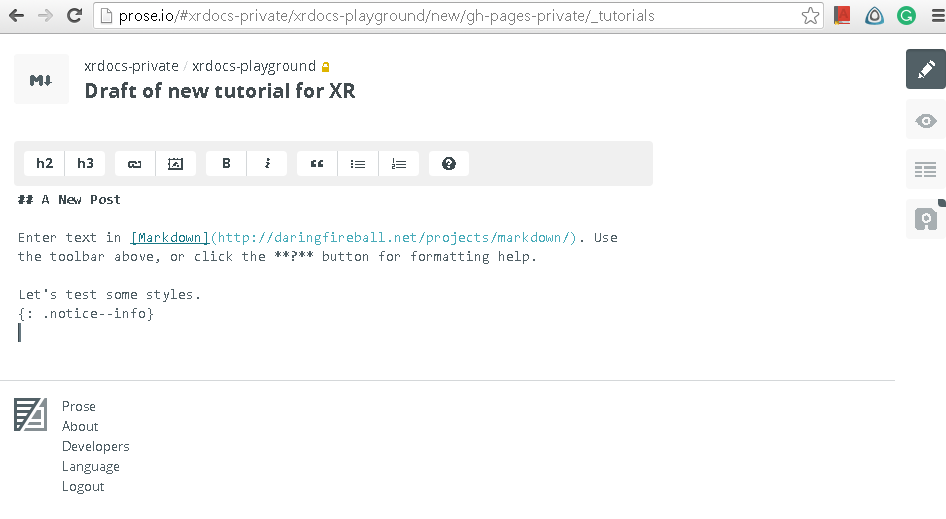 prose.io/#xrdocs-private/xrdocs-playground/new/gh-pages-private/_tutorials
M↓
xrdocs-private / xrdocs-playground
Draft of new tutorial for XR
h2 h3 B i “ ?
## A New Post
Enter text in [Markdown](http://daringfireball.net/projects/markdown/). Use
the toolbar above, or click the **?** button for formatting help.
Let's test some styles.
{: .notice--info}
Prose
About
Developers
Language
Logout